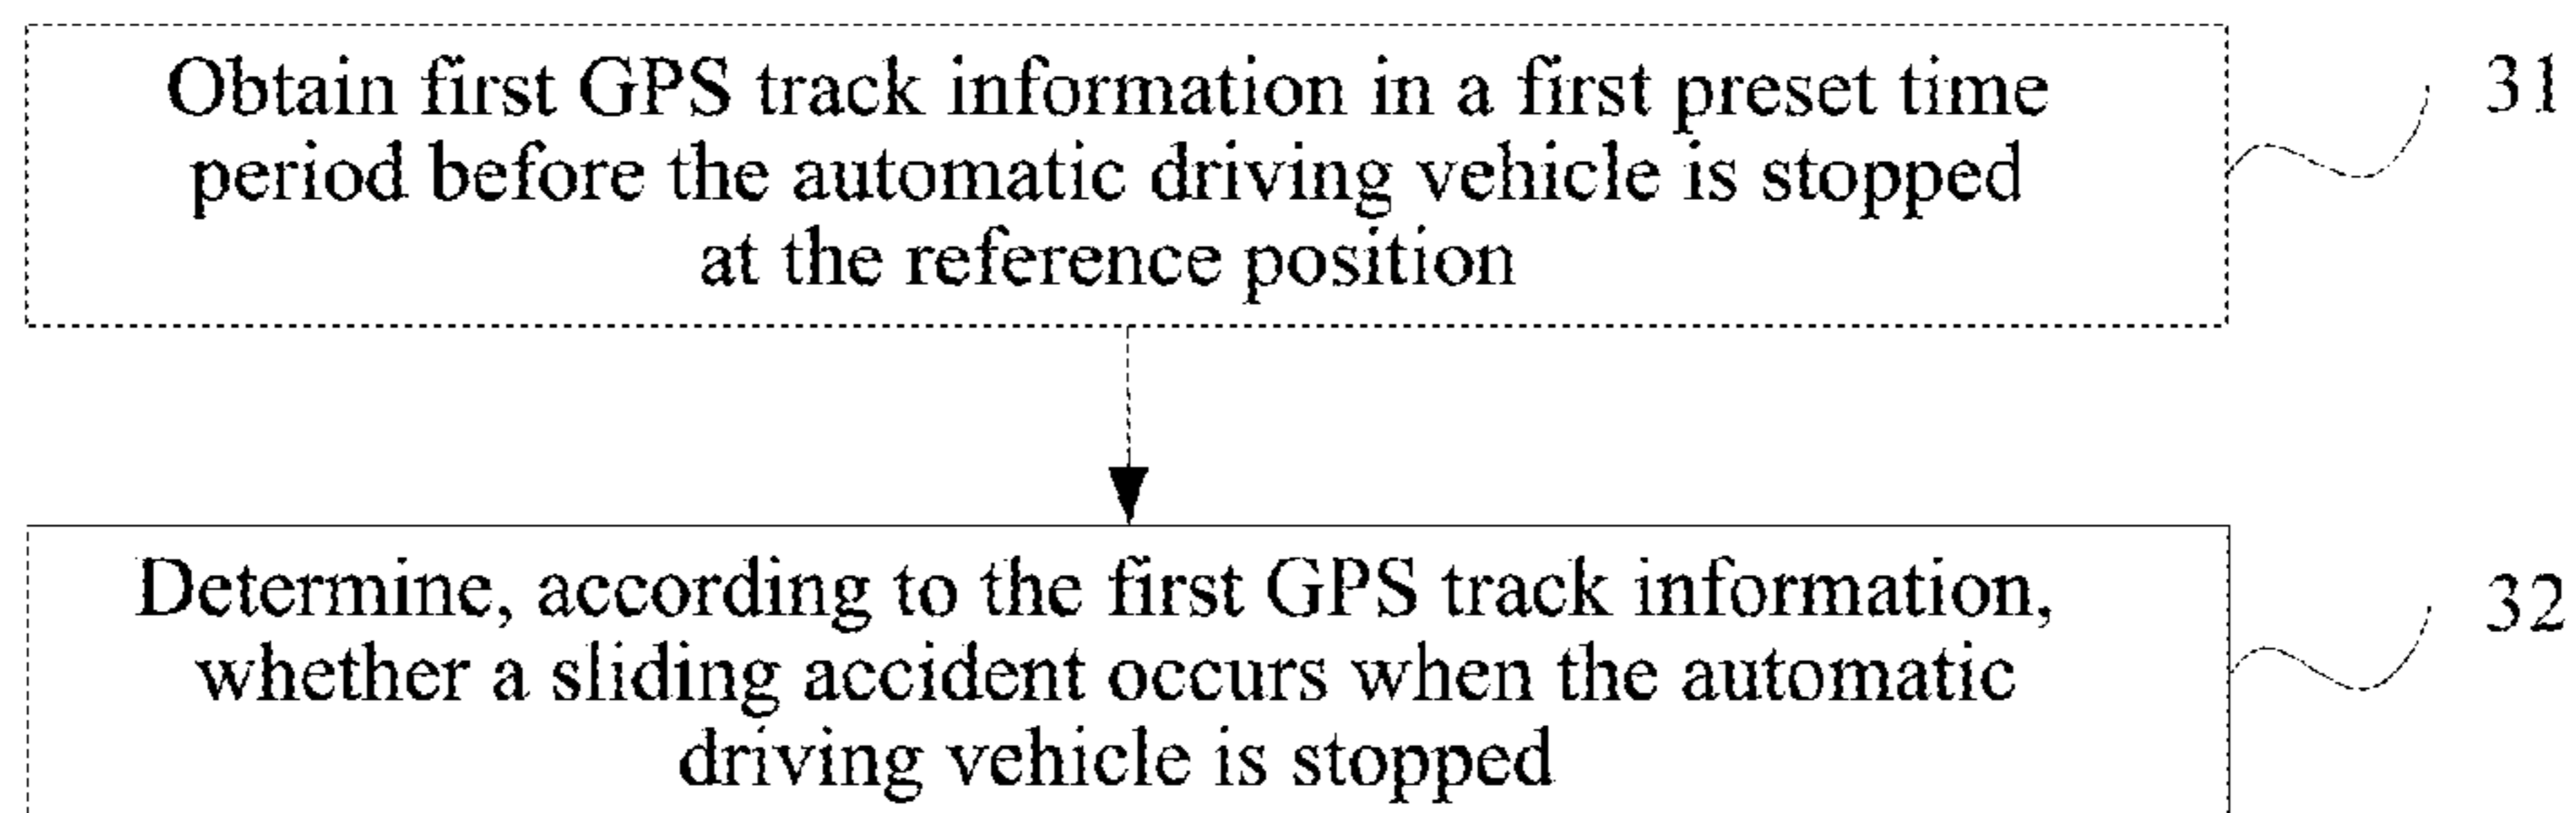 Obtain first GPS track information in a first preset time
period before the automatic driving vehicle is stopped
at the reference position
31
Determine, according to the first GPS track information,
whether a sliding accident occurs when the automatic
driving vehicle is stopped
32